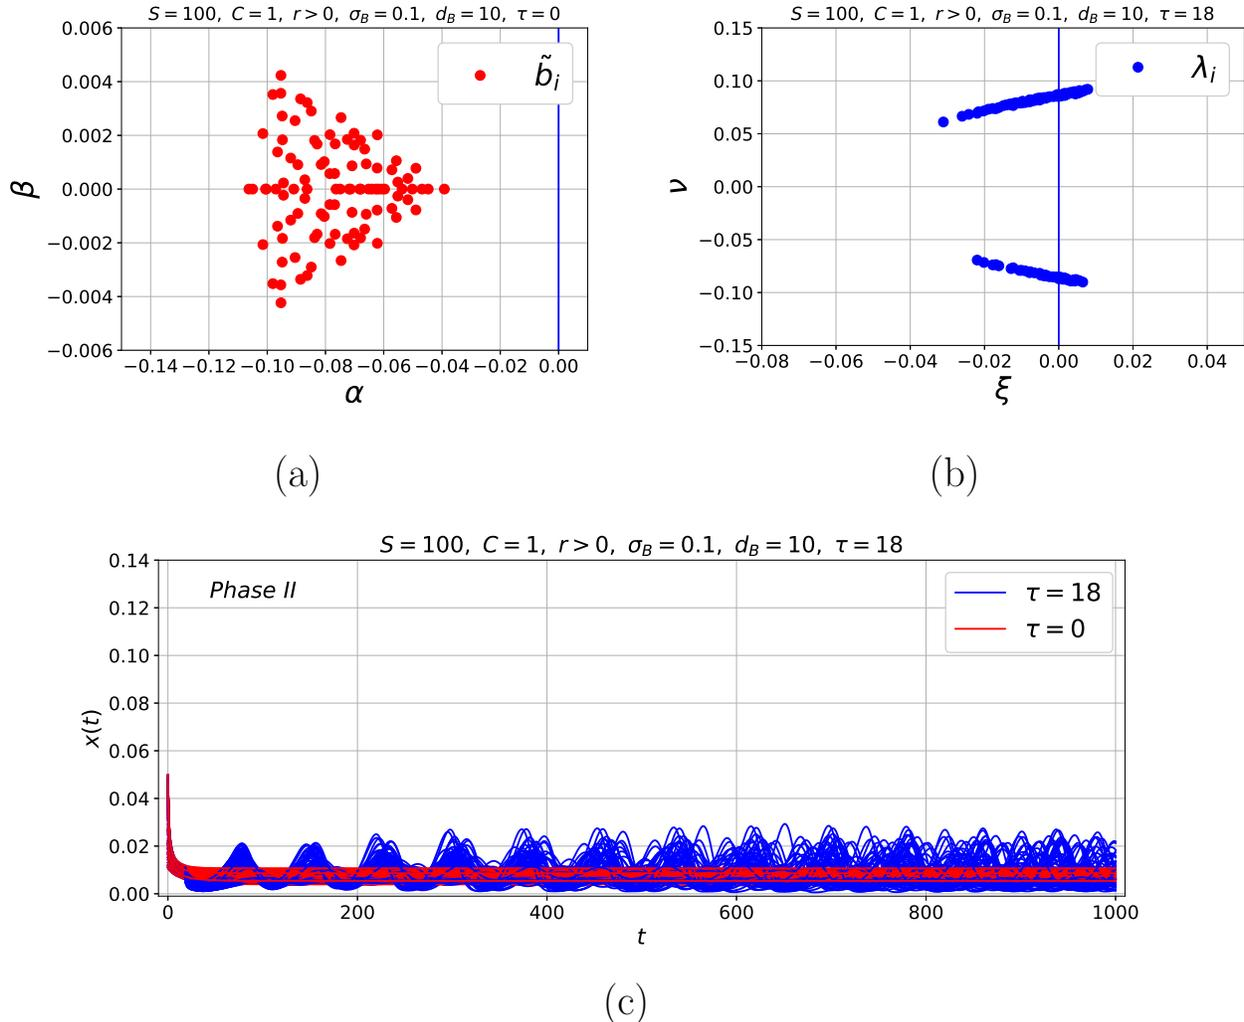 S = 100, C = 1, r > 0, σ_B = 0.1, d_B = 10, τ = 0
0.006
0.004
0.002
0.000
−0.002
−0.004
−0.006
β
b̃_i
−0.14 −0.12 −0.10 −0.08 −0.06 −0.04 −0.02 0.00
α
(a)
S = 100, C = 1, r > 0, σ_B = 0.1, d_B = 10, τ = 18
0.15
0.10
0.05
0.00
−0.05
−0.10
−0.15
ν
λ_i
−0.08 −0.06 −0.04 −0.02 0.00 0.02 0.04
ξ
(b)
S = 100, C = 1, r > 0, σ_B = 0.1, d_B = 10, τ = 18
0.14
0.12
0.10
0.08
0.06
0.04
0.02
0.00
x(t)
Phase II
τ = 18
τ = 0
0 200 400 600 800 1000
t
(c)